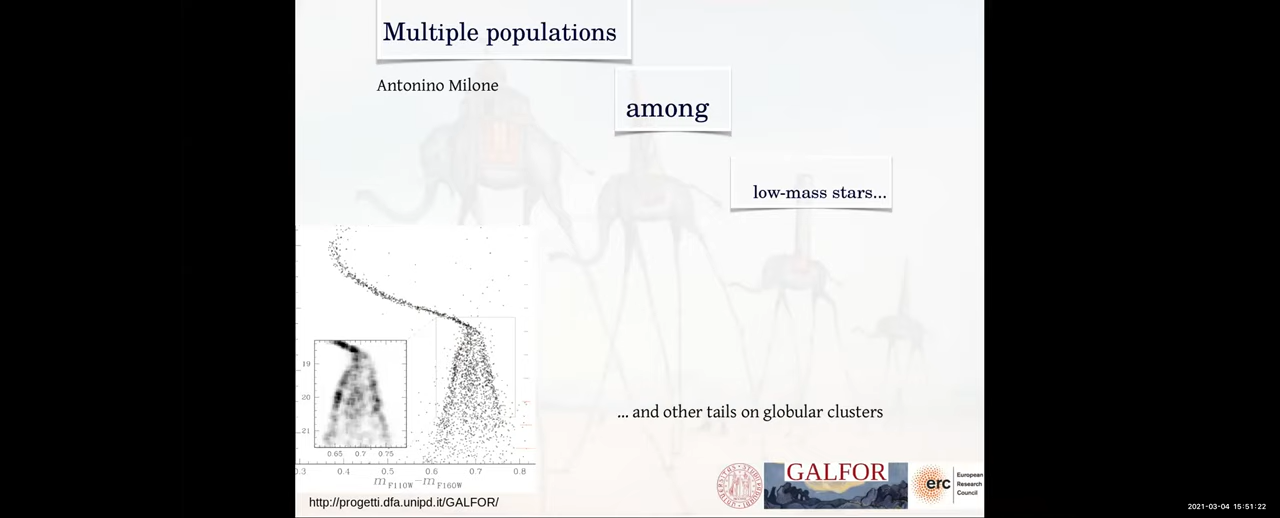 Multiple populations
Antonino Milone
among
low-mass stars...
19
20
21
0.65 0.7 0.75
0.3 0.4 0.5 0.6 0.7 0.8
m F110W − m F160W
... and other tails on globular clusters
GALFOR
erc
European
Research
Council
http://progetti.dfa.unipd.it/GALFOR/
2021-03-04 15:51:22